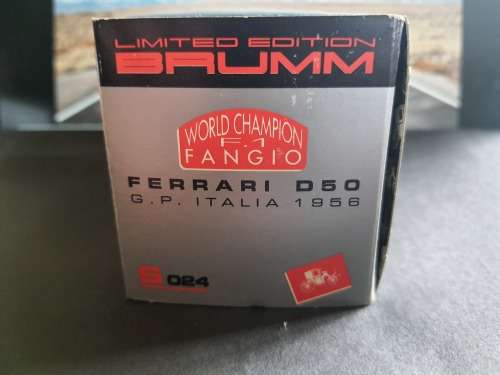 LIMITED EDITION
BRUMM
WORLD CHAMPION
F.1
FANGIO
FERRARI D50
G.P. ITALIA 1956
S 024